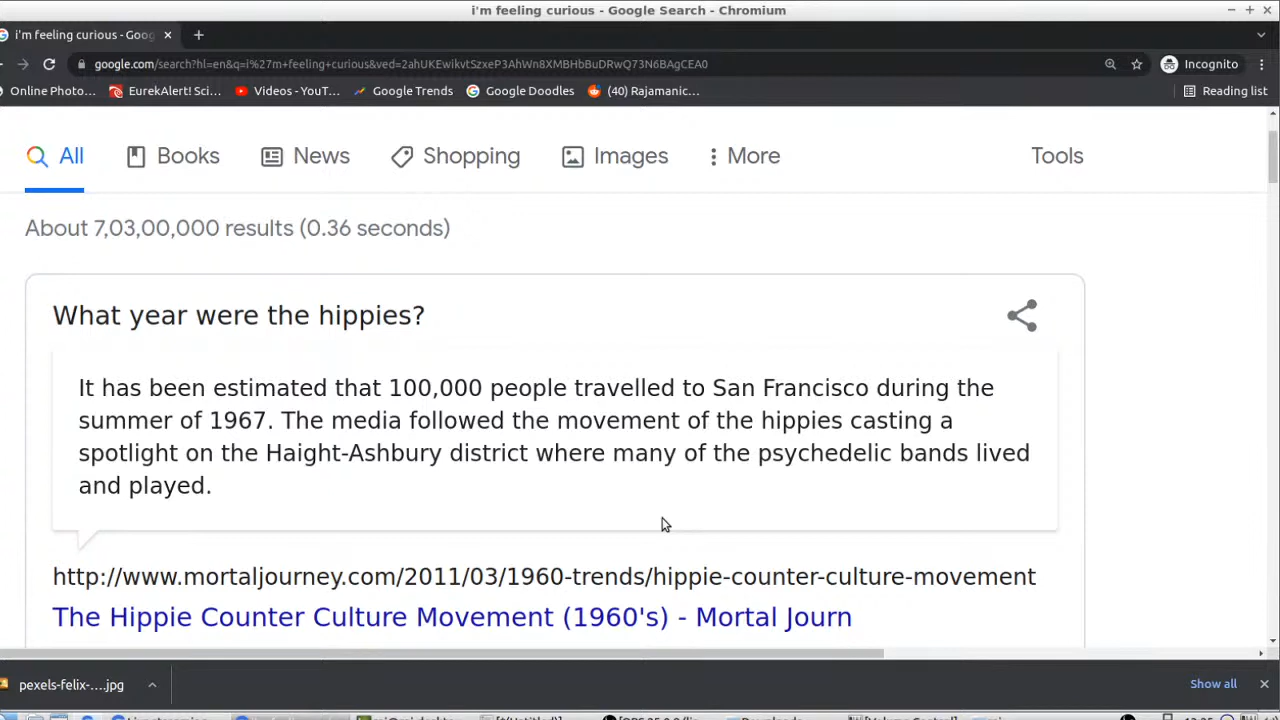 i'm feeling curious - Google Search - Chromium
i'm feeling curious - Goog
google.com/search?hl=en&q=i%27m+feeling+curious&ved=2ahUKEwikvtSzxeP3AhWn8XMBHbBuDRwQ73N6BAgCEA0
Incognito
Online Photo... EurekAlert! Sci... Videos - YouT... Google Trends Google Doodles (40) Rajamanic... Reading list
All Books News Shopping Images More Tools
About 7,03,00,000 results (0.36 seconds)
What year were the hippies?
It has been estimated that 100,000 people travelled to San Francisco during the
summer of 1967. The media followed the movement of the hippies casting a
spotlight on the Haight-Ashbury district where many of the psychedelic bands lived
and played.
http://www.mortaljourney.com/2011/03/1960-trends/hippie-counter-culture-movement
The Hippie Counter Culture Movement (1960's) - Mortal Journ
pexels-felix-....jpg Show all